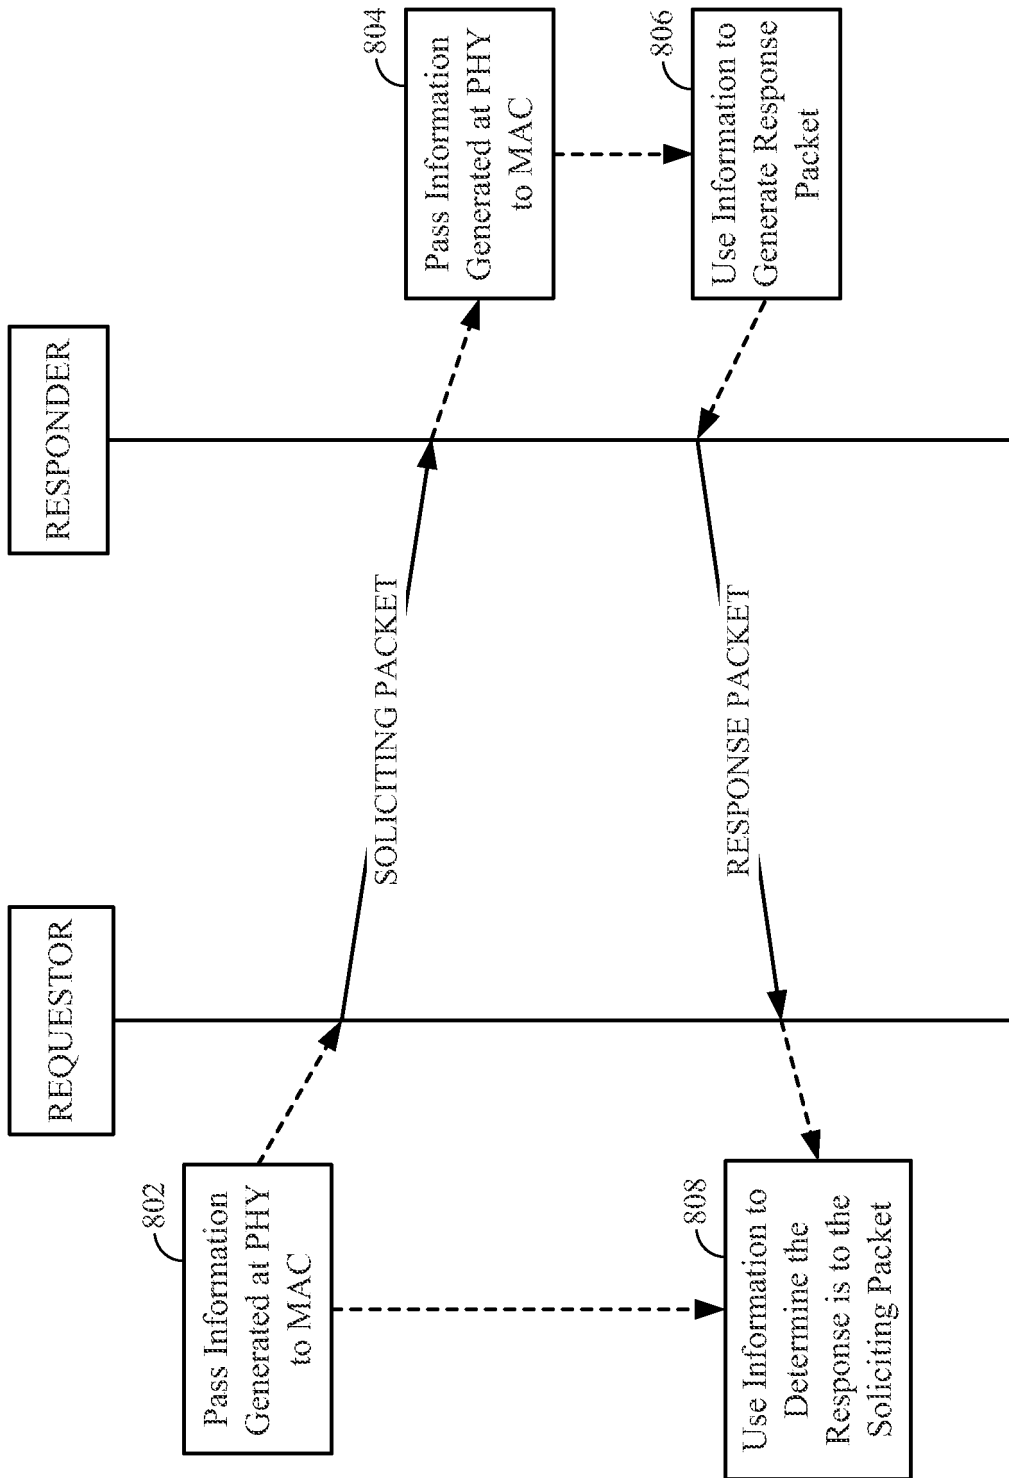 REQUESTOR
RESPONDER
802
Pass Information
Generated at PHY
to MAC
SOLICITING PACKET
804
Pass Information
Generated at PHY
to MAC
806
Use Information to
Generate Response
Packet
RESPONSE PACKET
808
Use Information to
Determine the
Response is to the
Soliciting Packet